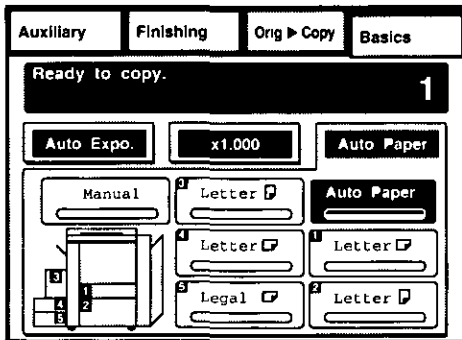 Auxiliary Finishing Orig ▶ Copy Basics
Ready to copy.
1
Auto Expo. x1.000 Auto Paper
Manual 3 Letter Auto Paper
4 Letter 1 Letter
5 Legal 2 Letter
3
1
4 2
5